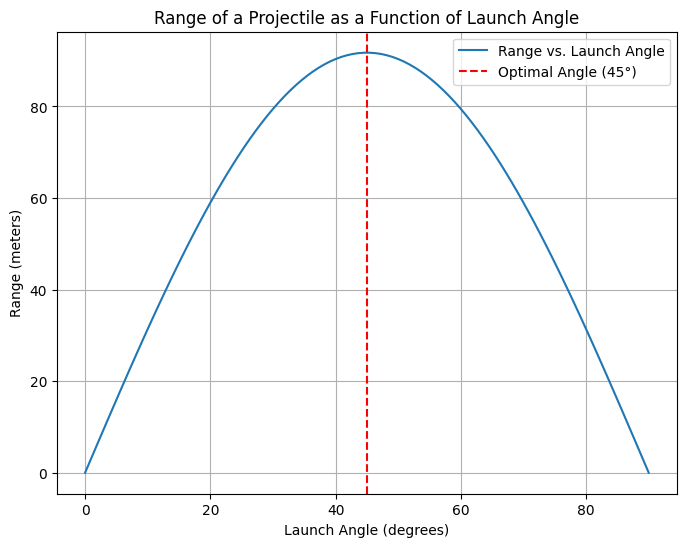 Range of a Projectile as a Function of Launch Angle
Range vs. Launch Angle
Optimal Angle (45°)
80
60
40
20
0
Range (meters)
0 20 40 60 80
Launch Angle (degrees)